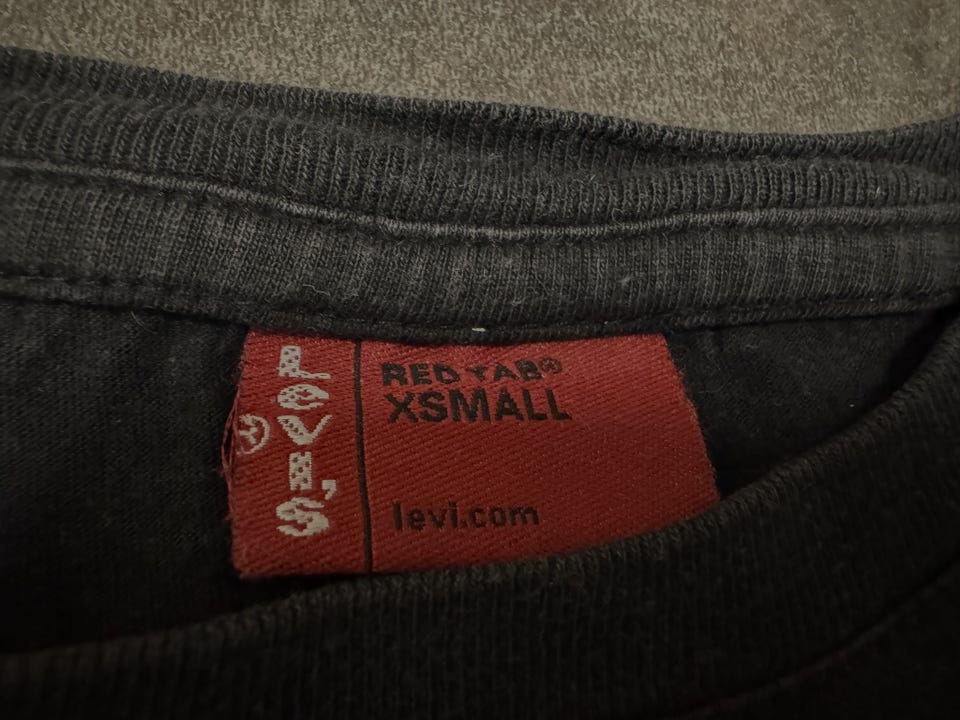 LEVI'S
®
RED TAB®
XSMALL
levi.com